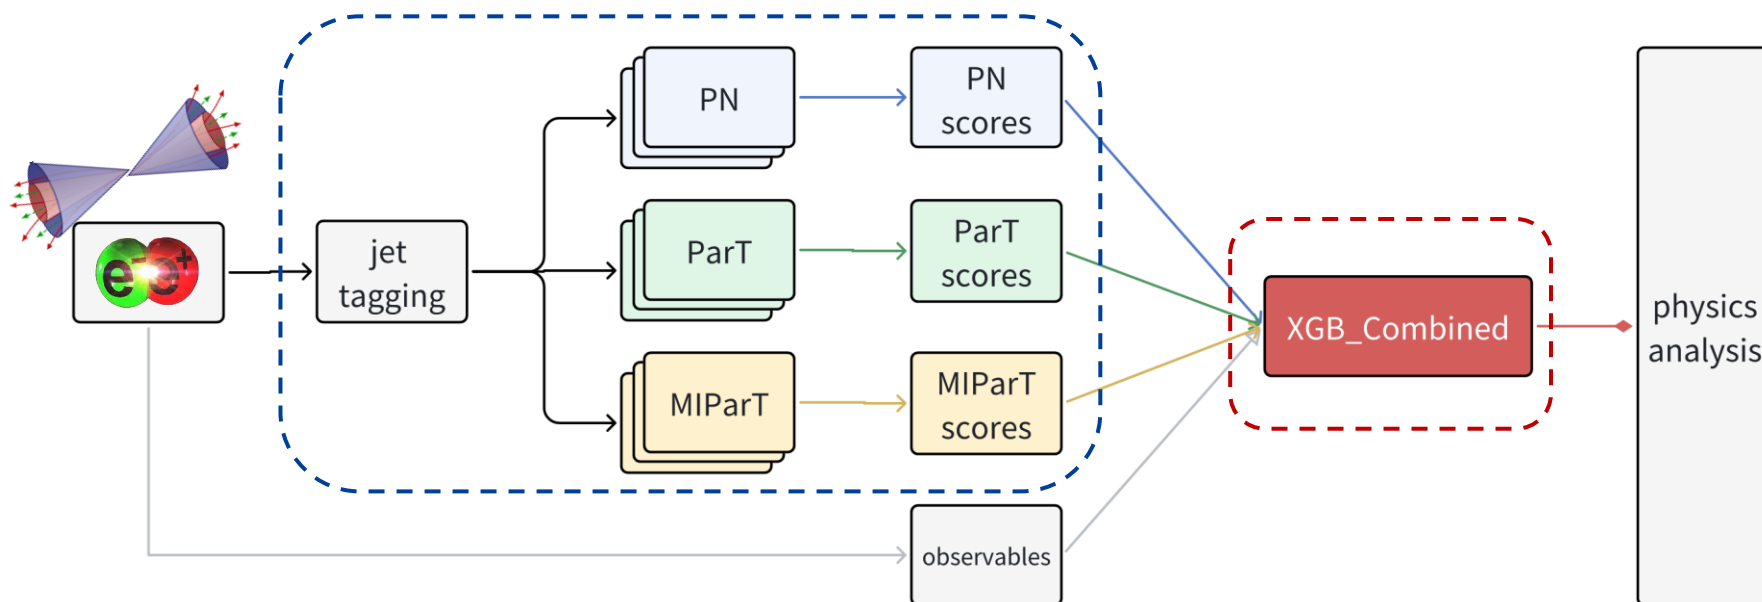 PN
PN
scores
e-
e+
jet
tagging
ParT
ParT
scores
MIParT
MIParT
scores
XGB_Combined
physics
analysis
observables